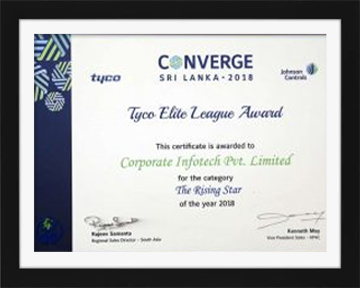 CONVERGE
tyco
SRI LANKA • 2018
Johnson Controls
Tyco Elite League Award
This certificate is awarded to
Corporate Infotech Pvt. Limited
for the category
The Rising Star
of the year 2018
Rajeev Samanta
Regional Sales Director - South Asia
Kenneth May
Vice President Sales - APAC